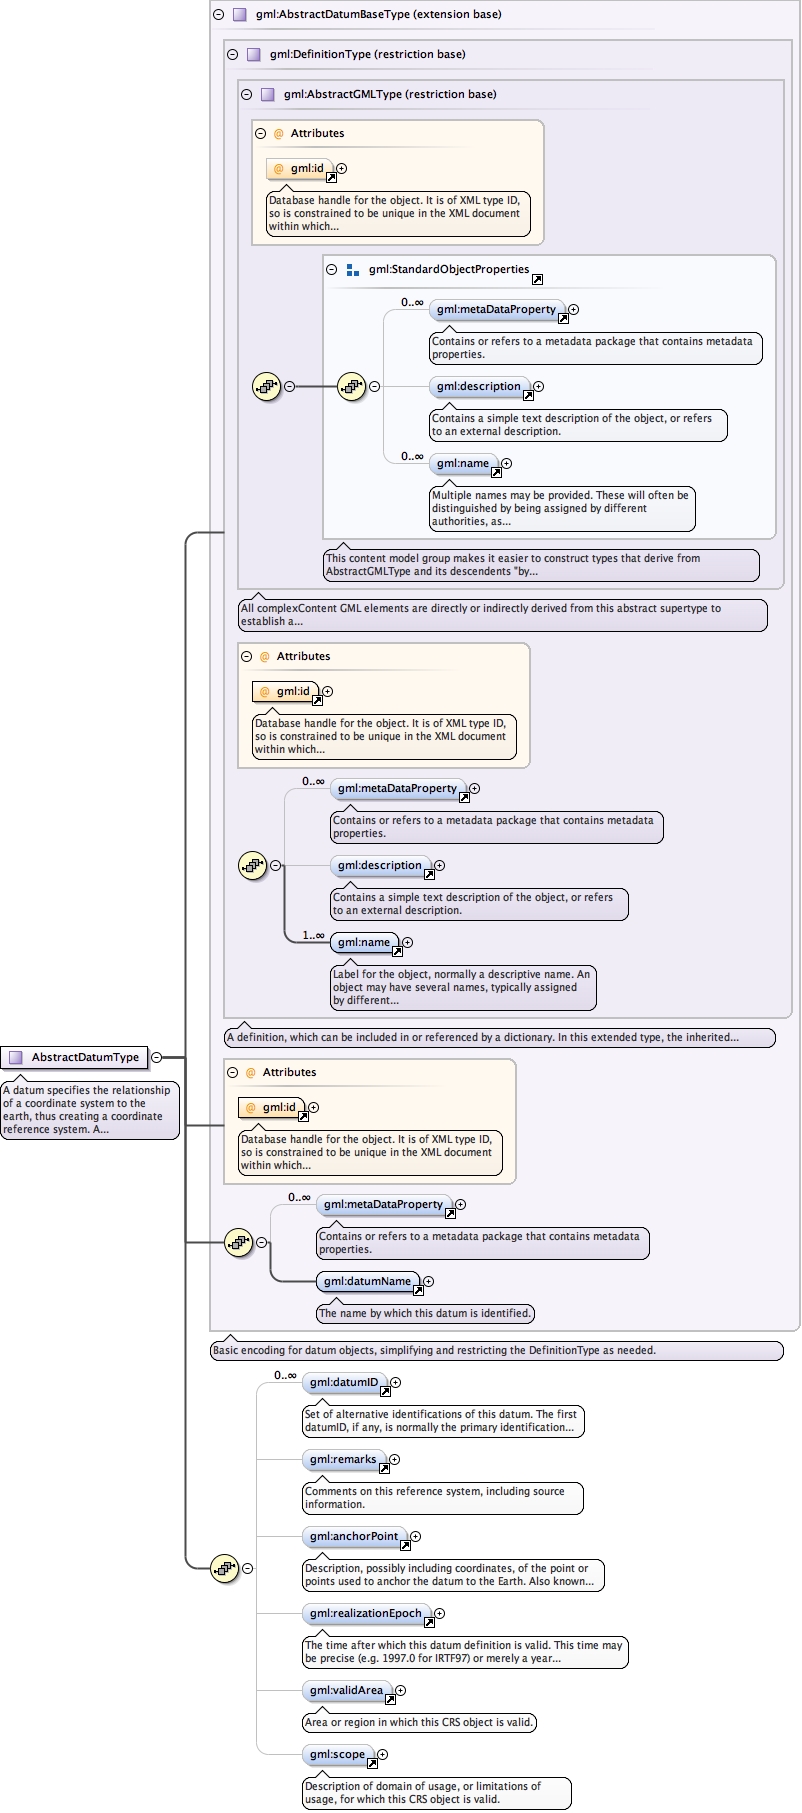 gml:AbstractDatumBaseType (extension base)
gml:DefinitionType (restriction base)
gml:AbstractGMLType (restriction base)
@ Attributes
@ gml:id
Database handle for the object. It is of XML type ID,
so is constrained to be unique in the XML document
within which...
gml:StandardObjectProperties
0..∞
gml:metaDataProperty
Contains or refers to a metadata package that contains metadata
properties.
gml:description
Contains a simple text description of the object, or refers
to an external description.
0..∞
gml:name
Multiple names may be provided. These will often be
distinguished by being assigned by different
authorities, as...
This content model group makes it easier to construct types that derive from
AbstractGMLType and its descendents "by...
All complexContent GML elements are directly or indirectly derived from this abstract supertype to
establish a...
@ Attributes
@ gml:id
Database handle for the object. It is of XML type ID,
so is constrained to be unique in the XML document
within which...
0..∞
gml:metaDataProperty
Contains or refers to a metadata package that contains metadata
properties.
gml:description
Contains a simple text description of the object, or refers
to an external description.
1..∞
gml:name
Label for the object, normally a descriptive name. An
object may have several names, typically assigned
by different...
A definition, which can be included in or referenced by a dictionary. In this extended type, the inherited...
AbstractDatumType
A datum specifies the relationship
of a coordinate system to the
earth, thus creating a coordinate
reference system. A...
@ Attributes
@ gml:id
Database handle for the object. It is of XML type ID,
so is constrained to be unique in the XML document
within which...
0..∞
gml:metaDataProperty
Contains or refers to a metadata package that contains metadata
properties.
gml:datumName
The name by which this datum is identified.
Basic encoding for datum objects, simplifying and restricting the DefinitionType as needed.
0..∞
gml:datumID
Set of alternative identifications of this datum. The first
datumID, if any, is normally the primary identification...
gml:remarks
Comments on this reference system, including source
information.
gml:anchorPoint
Description, possibly including coordinates, of the point or
points used to anchor the datum to the Earth. Also known...
gml:realizationEpoch
The time after which this datum definition is valid. This time may
be precise (e.g. 1997.0 for IRTF97) or merely a year...
gml:validArea
Area or region in which this CRS object is valid.
gml:scope
Description of domain of usage, or limitations of
usage, for which this CRS object is valid.